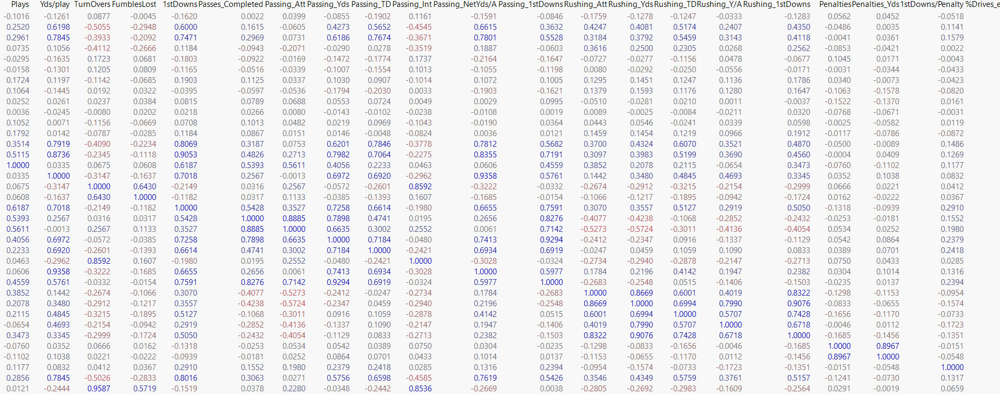 Plays Yds/play TurnOvers FumblesLost 1stDowns Passes_Completed Passing_Att Passing_Yds Passing_TD Passing_Int Passing_NetYds/A Passing_1stDowns Rushing_Att Rushing_Yds Rushing_TD Rushing_Y/A Rushing_1stDowns Penalties Penalties_Yds 1stDowns/Penalty %Drives_e
-0.1016 -0.1261 0.0877 -0.0045 -0.1620 0.0022 0.0399 -0.0855 -0.1902 0.1161 -0.1591 -0.0846 -0.1759 -0.1278 -0.1247 -0.0333 -0.1283 0.0562 0.0452 -0.0518
0.2520 0.6198 -0.5055 -0.2948 0.6000 0.1615 -0.0605 0.4273 0.5652 -0.4545 0.6615 0.3632 0.4247 0.4081 0.5174 0.2407 0.4350 -0.0486 0.0035 0.1141
0.2961 0.7845 -0.3933 -0.2092 0.7471 0.2969 0.0731 0.6186 0.7674 -0.3671 0.7801 0.5528 0.3184 0.3792 0.5459 0.3143 0.4118 -0.0041 0.0361 0.1579
0.0735 0.1056 -0.4112 -0.2666 0.1184 -0.0943 -0.2071 -0.0290 0.0278 -0.3519 0.1887 -0.0603 0.3616 0.2500 0.2305 0.0268 0.2562 -0.0853 -0.0421 0.0022
-0.0295 -0.1635 0.1723 0.0681 -0.1803 -0.0922 -0.0169 -0.1472 -0.1774 0.1737 -0.2164 -0.1647 -0.0727 -0.0277 -0.1156 0.0478 -0.0677 0.1045 0.0171 -0.0043
-0.0158 -0.1301 0.1205 0.0809 -0.1165 -0.0516 -0.0339 -0.1007 -0.1554 0.1013 -0.1055 -0.1198 0.0080 -0.0292 -0.0250 -0.0556 -0.0171 -0.0031 -0.0344 -0.0433
0.1724 0.1197 -0.1142 -0.0685 0.1903 0.1125 0.0337 0.1030 0.0907 -0.1014 0.1072 0.1005 0.1295 0.1451 0.1247 0.1136 0.1786 0.0340 -0.0073 -0.0423
0.1064 -0.1445 0.0192 0.0322 -0.0395 -0.0597 -0.0536 -0.1794 -0.2030 0.0033 -0.1903 -0.1621 0.1379 0.1593 0.1176 0.1280 0.1647 -0.1063 -0.1578 -0.0820
0.0252 0.0261 0.0237 0.0384 0.0815 0.0789 0.0688 0.0553 0.0724 0.0049 0.0029 0.0995 -0.0510 -0.0281 0.0210 0.0011 -0.0037 -0.1522 -0.1370 0.0161
0.0036 -0.0245 -0.0080 0.0202 0.0218 0.0266 0.0080 -0.0143 -0.0102 -0.0238 -0.0108 0.0019 0.0089 -0.0025 -0.0084 -0.0211 0.0320 -0.0768 -0.0671 -0.0031
0.1052 0.0071 -0.1156 -0.0669 0.0708 0.1013 0.0482 0.0219 0.0969 -0.1043 -0.0190 0.0364 0.0443 0.0546 -0.0241 0.0339 0.0598 -0.0025 -0.0582 0.0119
0.1792 0.0142 -0.0787 -0.0285 0.1184 0.0867 0.0151 0.0146 -0.0048 -0.0824 0.0036 0.0121 0.1459 0.1454 0.1219 0.0966 0.1912 -0.0117 -0.0786 -0.0872
0.3514 0.7919 -0.4090 -0.2234 0.8069 0.3187 0.0753 0.6201 0.7846 -0.3778 0.7812 0.5682 0.3700 0.4324 0.6070 0.3521 0.4870 -0.0500 -0.0089 0.1486
0.5115 0.8736 -0.2345 -0.1118 0.9053 0.4826 0.2713 0.7982 0.7064 -0.2275 0.8355 0.7191 0.3097 0.3983 0.5199 0.3690 0.4560 -0.0004 0.0409 0.1269
1.0000 0.0335 0.0675 0.0608 0.6187 0.5393 0.5611 0.4056 0.2233 0.0463 0.0606 0.4559 0.3852 0.2078 0.2115 -0.0654 0.3473 -0.0760 -0.1102 0.1177
0.0335 1.0000 -0.3147 -0.1637 0.7018 0.2567 -0.0013 0.6972 0.6920 -0.2962 0.9358 0.5761 0.1442 0.3480 0.4845 0.4693 0.3345 0.0352 0.1038 0.0832
0.0675 -0.3147 1.0000 0.6430 -0.2149 0.0316 0.2567 -0.0572 -0.2601 0.8592 -0.3222 -0.0332 -0.2674 -0.2912 -0.3215 -0.2154 -0.2999 0.0666 0.0221 0.0412
0.0608 -0.1637 0.6430 1.0000 -0.1182 0.0317 0.1133 -0.0385 -0.1393 0.1607 -0.1685 -0.0154 -0.1066 -0.1217 -0.1895 -0.0942 -0.1724 0.0162 -0.0222 0.0367
0.6187 0.7018 -0.2149 -0.1182 1.0000 0.5428 0.3527 0.7258 0.6614 -0.1980 0.6655 0.7591 0.3070 0.3557 0.5127 0.2919 0.5050 -0.1318 -0.0939 0.2910
0.5393 0.2567 0.0316 0.0317 0.5428 1.0000 0.8885 0.7898 0.4741 0.0195 0.2656 0.8276 -0.4077 -0.4238 -0.1068 -0.2852 -0.2432 -0.0253 -0.0181 0.1552
0.5611 -0.0013 0.2567 0.1133 0.3527 0.8885 1.0000 0.6635 0.3002 0.2552 0.0061 0.7142 -0.5273 -0.5724 -0.3011 -0.4136 -0.4054 0.0534 0.0252 0.1980
0.4056 0.6972 -0.0572 -0.0385 0.7258 0.7898 0.6635 1.0000 0.7184 -0.0480 0.7413 0.9294 -0.2412 -0.2347 0.0916 -0.1337 -0.1129 0.0542 0.0864 0.2379
0.2233 0.6920 -0.2601 -0.1393 0.6614 0.4741 0.3002 0.7184 1.0000 -0.2421 0.6934 0.6919 -0.0247 0.0459 0.1059 0.1090 0.0833 0.0389 0.0701 0.2418
0.0463 -0.2962 0.8592 0.1607 -0.1980 0.0195 0.2552 -0.0480 -0.2421 1.0000 -0.3028 -0.0324 -0.2734 -0.2940 -0.2878 -0.2147 -0.2713 0.0750 0.0433 0.0285
0.0606 0.9358 -0.3222 -0.1685 0.6655 0.2656 0.0061 0.7413 0.6934 -0.3028 1.0000 0.5977 0.1784 0.2196 0.4142 0.1947 0.2382 0.0304 0.1014 0.1316
0.4559 0.5761 -0.0332 -0.0154 0.7591 0.8276 0.7142 0.9294 0.6919 -0.0324 0.5977 1.0000 -0.2683 -0.2548 0.0515 -0.1406 -0.1503 -0.0235 0.0137 0.2394
0.3852 0.1442 -0.2674 -0.1066 0.3070 -0.4077 -0.5273 -0.2412 -0.0247 -0.2734 0.1784 -0.2683 1.0000 0.8669 0.6001 0.4019 0.8322 -0.1298 -0.1153 -0.0954
0.2078 0.3480 -0.2912 -0.1217 0.3557 -0.4238 -0.5724 -0.2347 0.0459 -0.2940 0.2196 -0.2548 0.8669 1.0000 0.6994 0.7990 0.9076 -0.0833 -0.0655 -0.1574
0.2115 0.4845 -0.3215 -0.1895 0.5127 -0.1068 -0.3011 0.0916 0.1059 -0.2878 0.4142 0.0515 0.6001 0.6994 1.0000 0.5707 0.7428 -0.1656 -0.1170 -0.0733
-0.0654 0.4693 -0.2154 -0.0942 0.2919 -0.2852 -0.4136 -0.1337 0.1090 -0.2147 0.1947 -0.1406 0.4019 0.7990 0.5707 1.0000 0.6718 -0.0046 0.0112 -0.1723
0.3473 0.3345 -0.2999 -0.1724 0.5050 -0.2432 -0.4054 -0.1129 0.0833 -0.2713 0.2382 -0.1503 0.8322 0.9076 0.7428 0.6718 1.0000 -0.1685 -0.1456 -0.1351
-0.0760 0.0352 0.0666 0.0162 -0.1318 -0.0253 0.0534 0.0542 0.0389 0.0750 0.0304 -0.0235 -0.1298 -0.0833 -0.1656 -0.0046 -0.1685 1.0000 0.8967 -0.0151
-0.1102 0.1038 0.0221 -0.0222 -0.0939 -0.0181 0.0252 0.0864 0.0701 0.0433 0.1014 0.0137 -0.1153 -0.0655 -0.1170 0.0112 -0.1456 0.8967 1.0000 -0.0548
0.1177 0.0832 0.0412 0.0367 0.2910 0.1552 0.1980 0.2379 0.2418 0.0285 0.1316 0.2394 -0.0954 -0.1574 -0.0733 -0.1723 -0.1351 -0.0151 -0.0548 1.0000
0.2856 0.7845 -0.5026 -0.2833 0.8016 0.3063 0.0271 0.5756 0.6598 -0.4585 0.7619 0.5426 0.3546 0.4349 0.5759 0.3761 0.5157 -0.1241 -0.0730 0.1317
0.0121 -0.2444 0.9587 0.5719 -0.1519 0.0378 0.2280 -0.0348 -0.2442 0.8536 -0.2669 0.0038 -0.2805 -0.2692 -0.2983 -0.1609 -0.2564 0.0291 -0.0019 0.0659